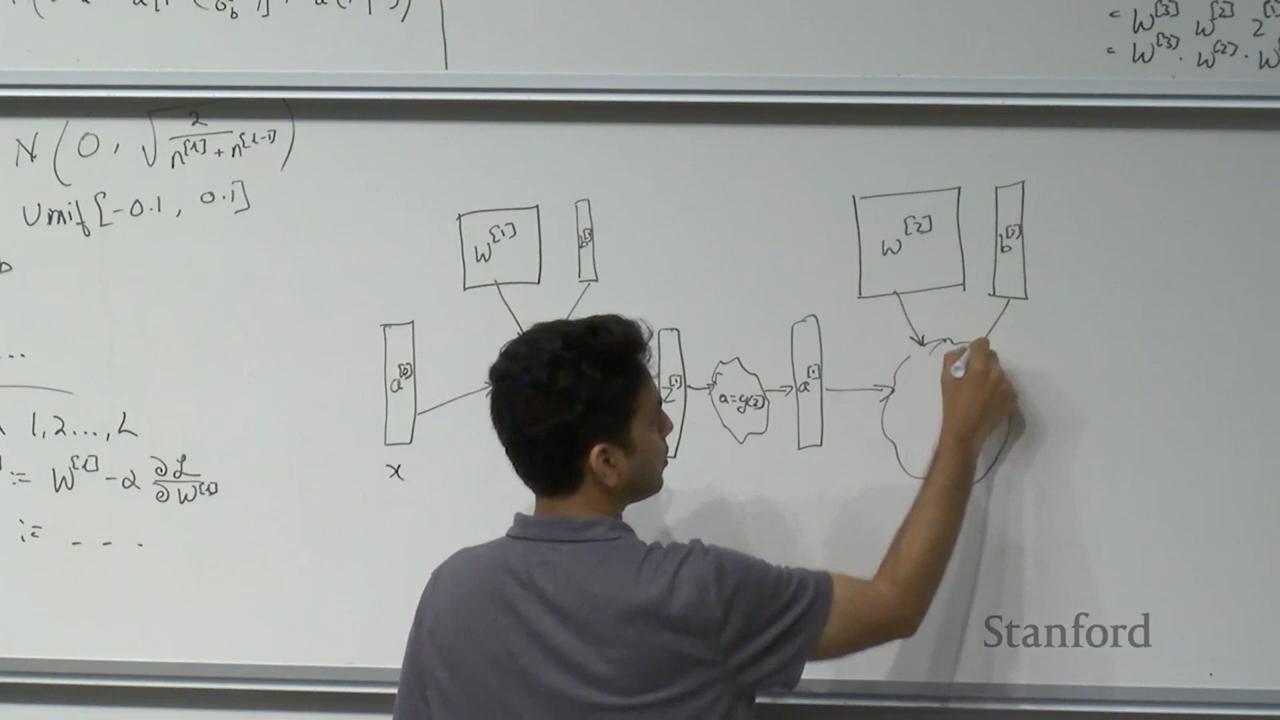 = W^[3] W^[2] z^[1]
= W^[3] . W^[2] . W
N(0, √(2/(n^[l] + n^[l-1])))
Unif[-0.1, 0.1]
...
1,2...,L
:= W^[l] - α ∂L/∂W^[l]
:= - - -
W^[1]
W^[2]
b^[2]
a^[0]
z^[1]
a=g(z)
a^[1]
x
Stanford